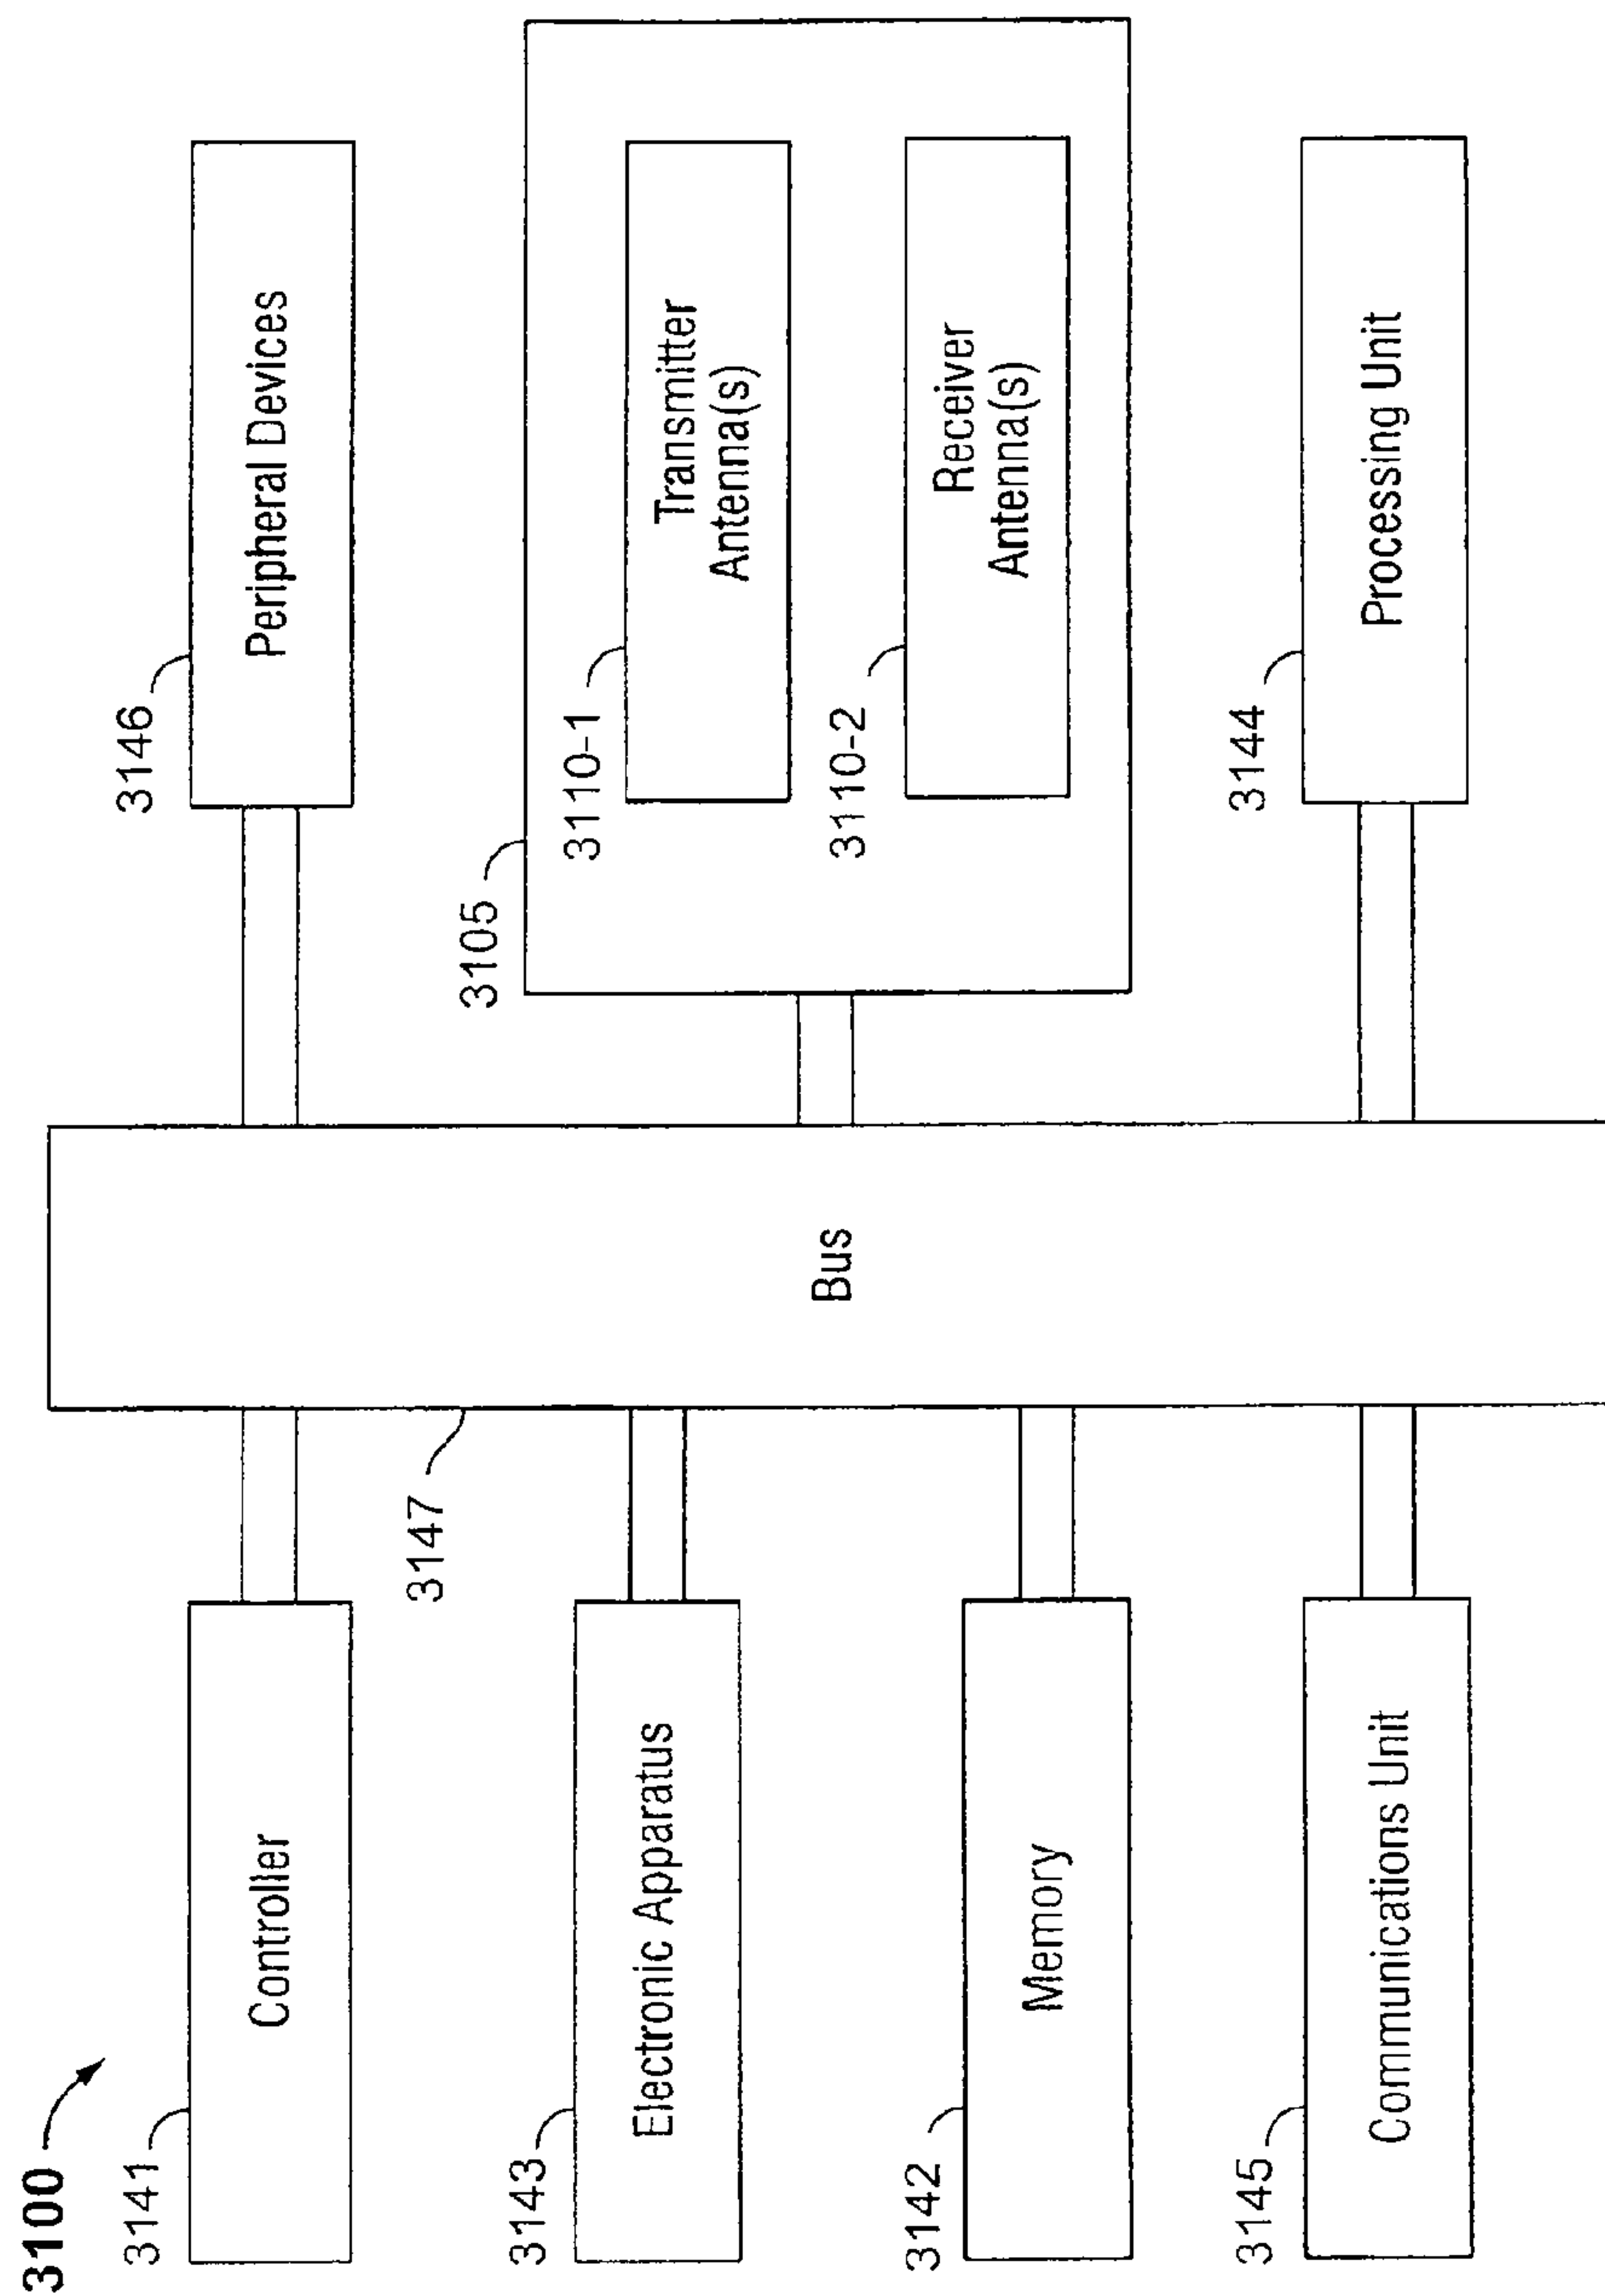 3100
3141
Controller
3143
Electronic Apparatus
3142
Memory
3145
Communications Unit
3147
Bus
3146
Peripheral Devices
3105
3110-1
Transmitter
Antenna(s)
3110-2
Receiver
Antenna(s)
3144
Processing Unit